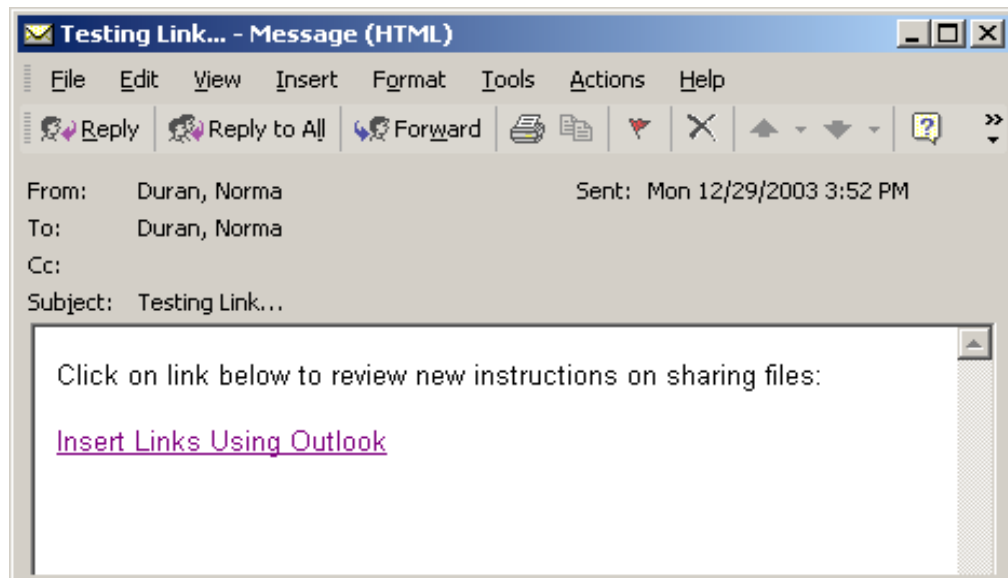 Testing Link... - Message (HTML)
File Edit View Insert Format Tools Actions Help
Reply Reply to All Forward
From: Duran, Norma Sent: Mon 12/29/2003 3:52 PM
To: Duran, Norma
Cc:
Subject: Testing Link...
Click on link below to review new instructions on sharing files:
Insert Links Using Outlook